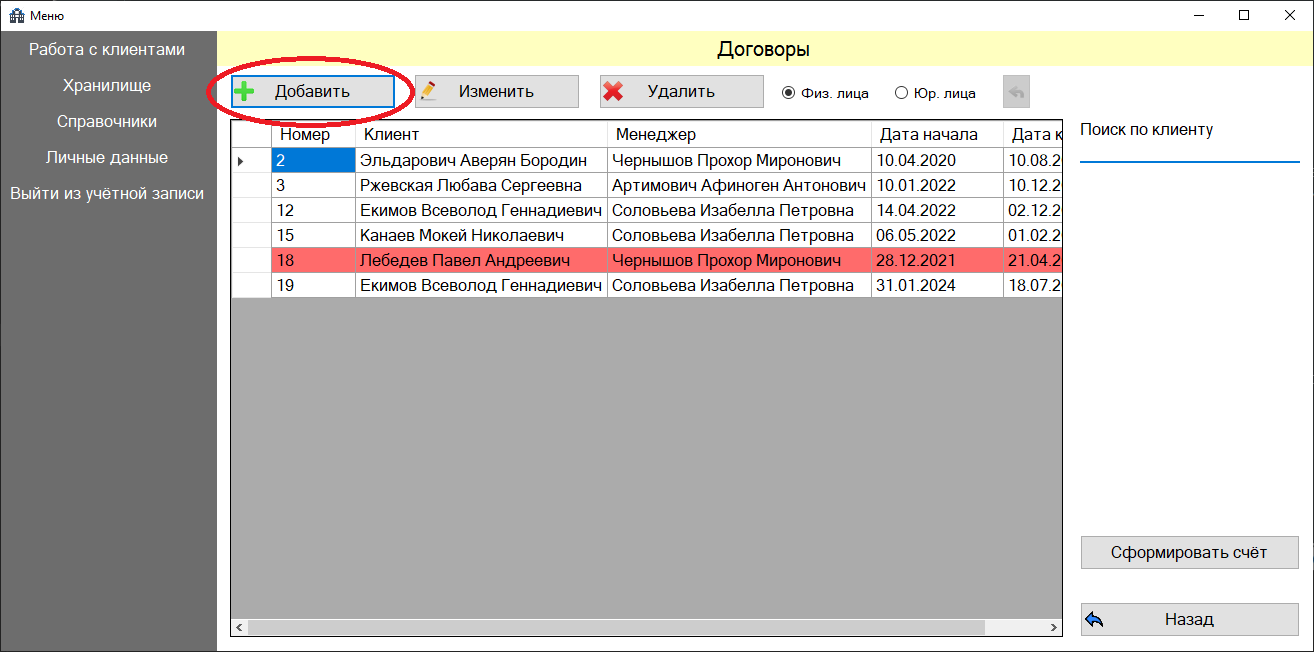 Меню
Работа с клиентами
Хранилище
Справочники
Личные данные
Выйти из учётной записи
Договоры
Добавить Изменить Удалить Физ. лица Юр. лица
Номер Клиент Менеджер Дата начала Дата к
2 Эльдарович Аверян Бородин Чернышов Прохор Миронович 10.04.2020 10.08.2
3 Ржевская Любава Сергеевна Артимович Афиноген Антонович 10.01.2022 10.12.2
12 Екимов Всеволод Геннадиевич Соловьева Изабелла Петровна 14.04.2022 02.12.2
15 Канаев Мокей Николаевич Соловьева Изабелла Петровна 06.05.2022 01.02.2
18 Лебедев Павел Андреевич Чернышов Прохор Миронович 28.12.2021 21.04.2
19 Екимов Всеволод Геннадиевич Соловьева Изабелла Петровна 31.01.2024 18.07.2
Поиск по клиенту
Сформировать счёт
Назад